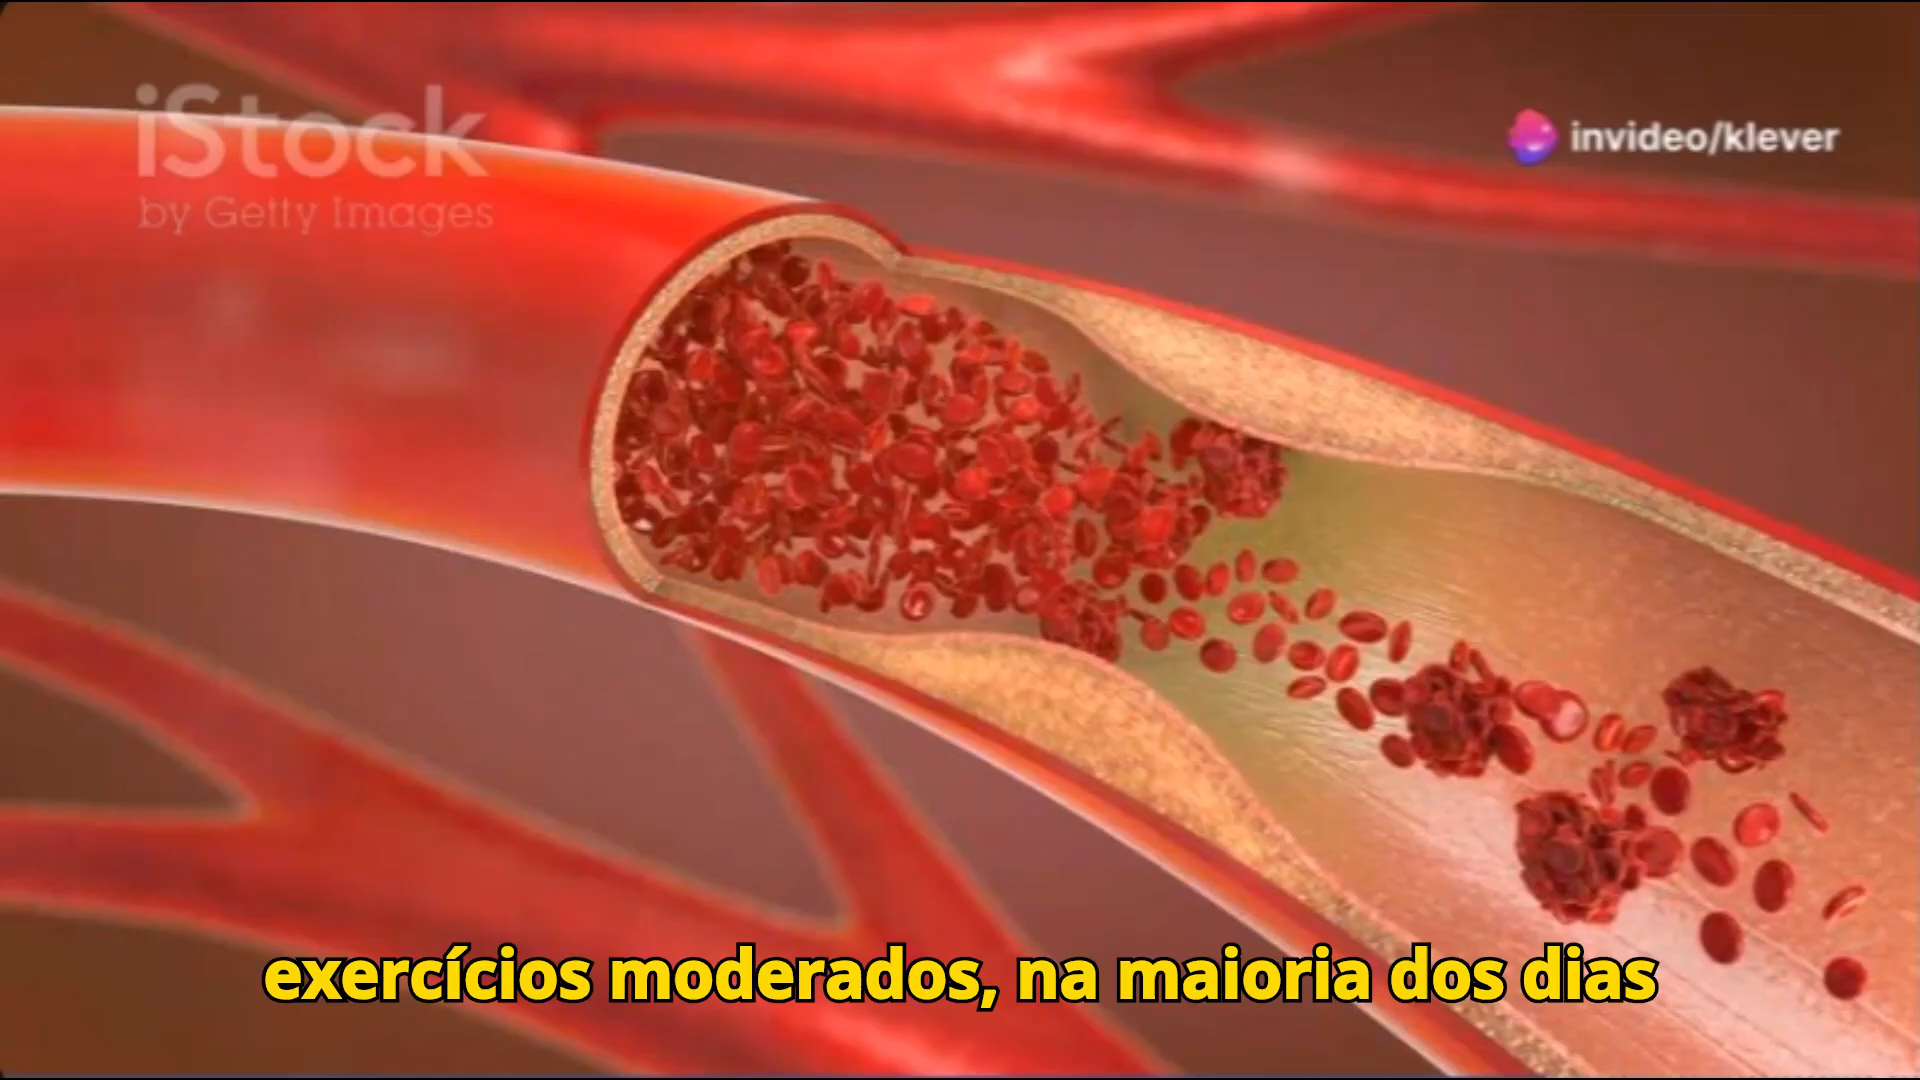 iStock
by Getty Images
invideo/klever
exercícios moderados, na maioria dos dias